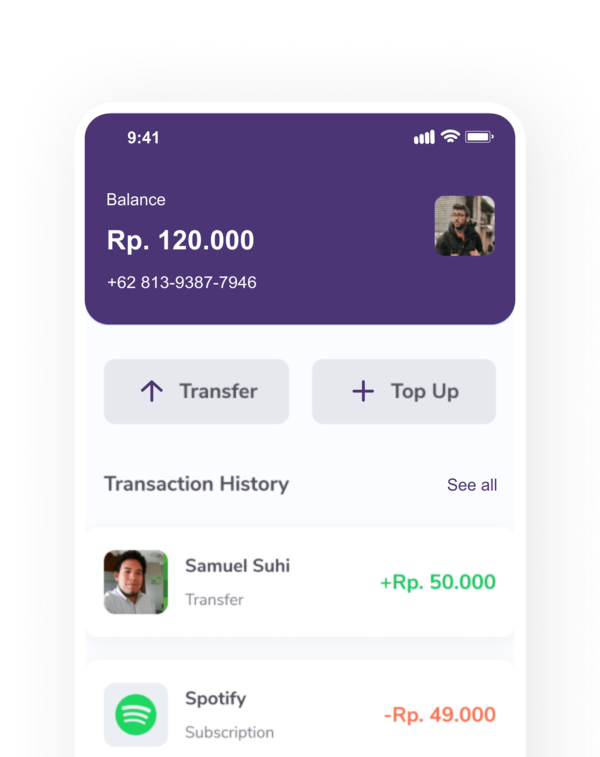 9:41
Balance
Rp. 120.000
+62 813-9387-7946
Transfer
Top Up
Transaction History
See all
Samuel Suhi
+Rp. 50.000
Transfer
Spotify
-Rp. 49.000
Subscription